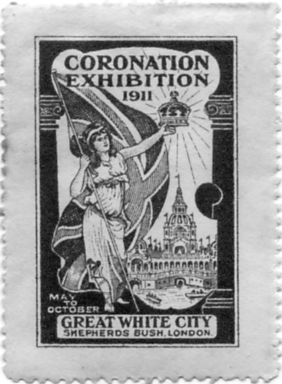 CORONATION
EXHIBITION
1911
MAY
TO
OCTOBER
GREAT WHITE CITY
SHEPHERDS BUSH, LONDON.